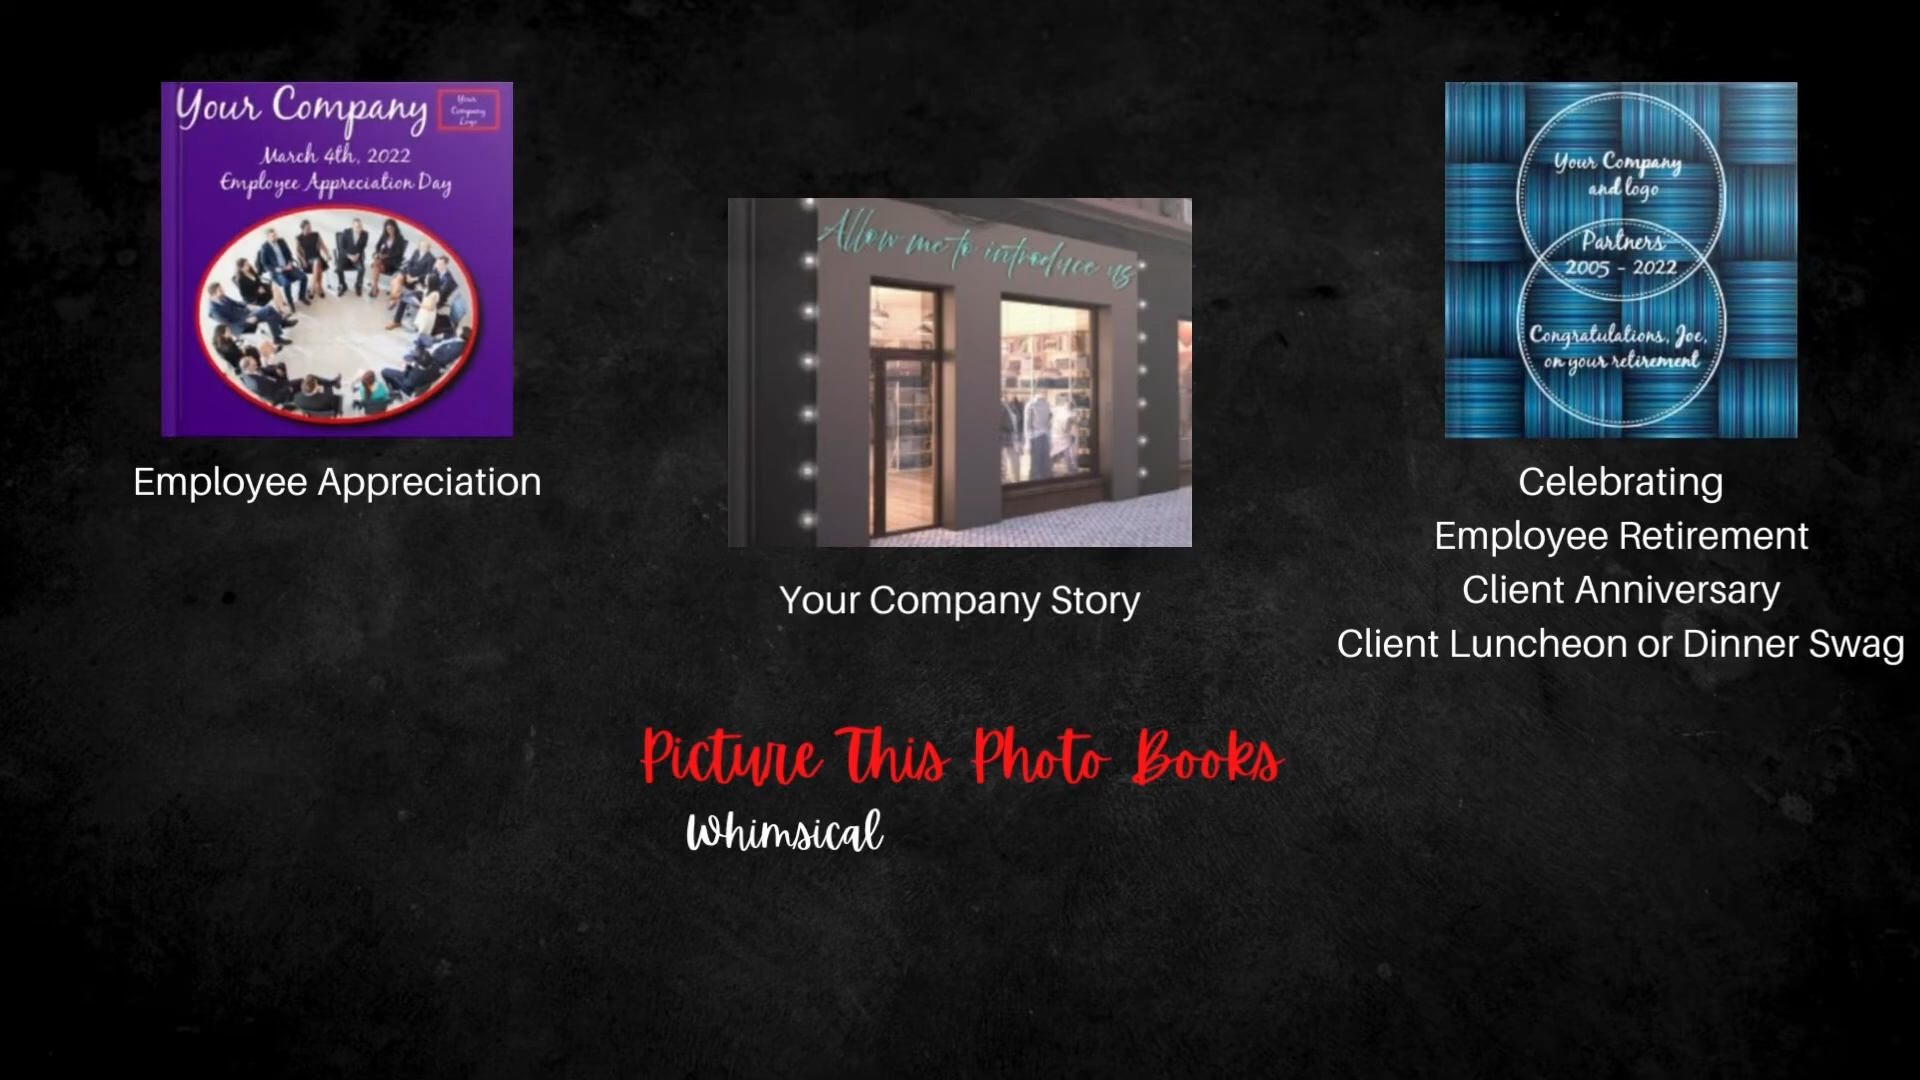 Your Company
Your
Company
Logo
March 4th, 2022
Employee Appreciation Day
Employee Appreciation
Allow me to introduce us
Your Company Story
Your Company
and logo
Partners
2005 - 2022
Congratulations, Joe,
on your retirement
Celebrating
Employee Retirement
Client Anniversary
Client Luncheon or Dinner Swag
Picture This Photo Books
Whimsical